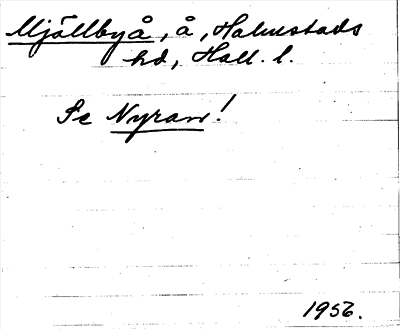 Mjällbyå, å, Halmstads
hd, Hall. l.
Se Nyran!
1956.